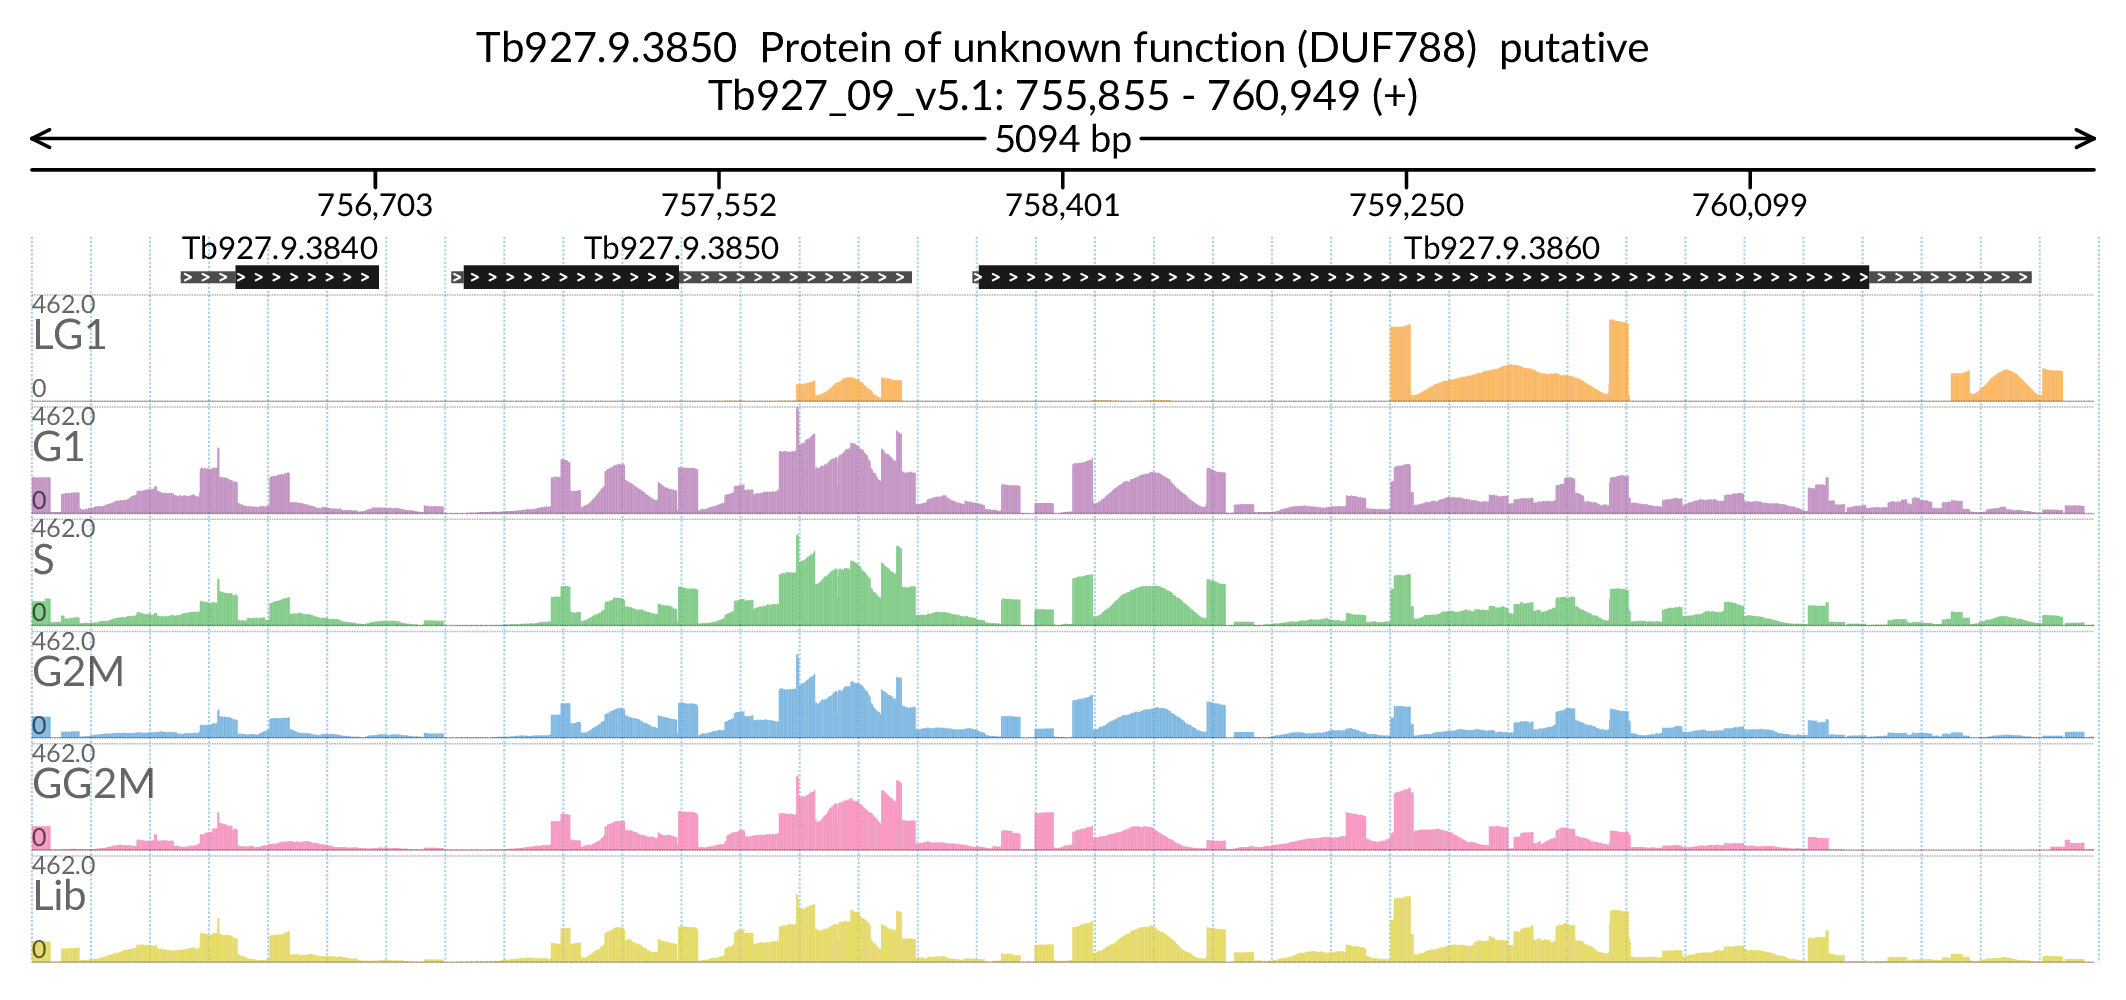 Tb927.9.3850  Protein of unknown function (DUF788)  putative
Tb927_09_v5.1: 755,855 - 760,949 (+)
5094 bp
756,703 757,552 758,401 759,250 760,099
Tb927.9.3840 Tb927.9.3850 Tb927.9.3860
462.0
LG1
0
462.0
G1
0
462.0
S
0
462.0
G2M
0
462.0
GG2M
0
462.0
Lib
0